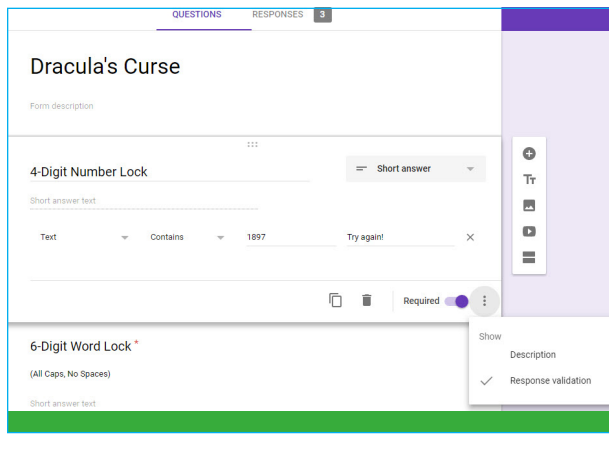 QUESTIONS RESPONSES 3
Dracula's Curse
Form description
4-Digit Number Lock
Short answer
Short answer text
Text Contains 1897 Try again!
Required
Show
Description
Response validation
6-Digit Word Lock *
(All Caps, No Spaces)
Short answer text